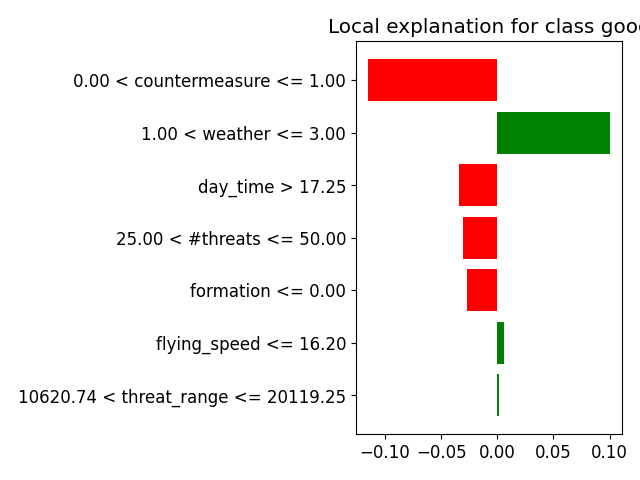 Local explanation for class goo
0.00 < countermeasure <= 1.00
1.00 < weather <= 3.00
day_time > 17.25
25.00 < #threats <= 50.00
formation <= 0.00
flying_speed <= 16.20
10620.74 < threat_range <= 20119.25
−0.10 −0.05 0.00 0.05 0.10